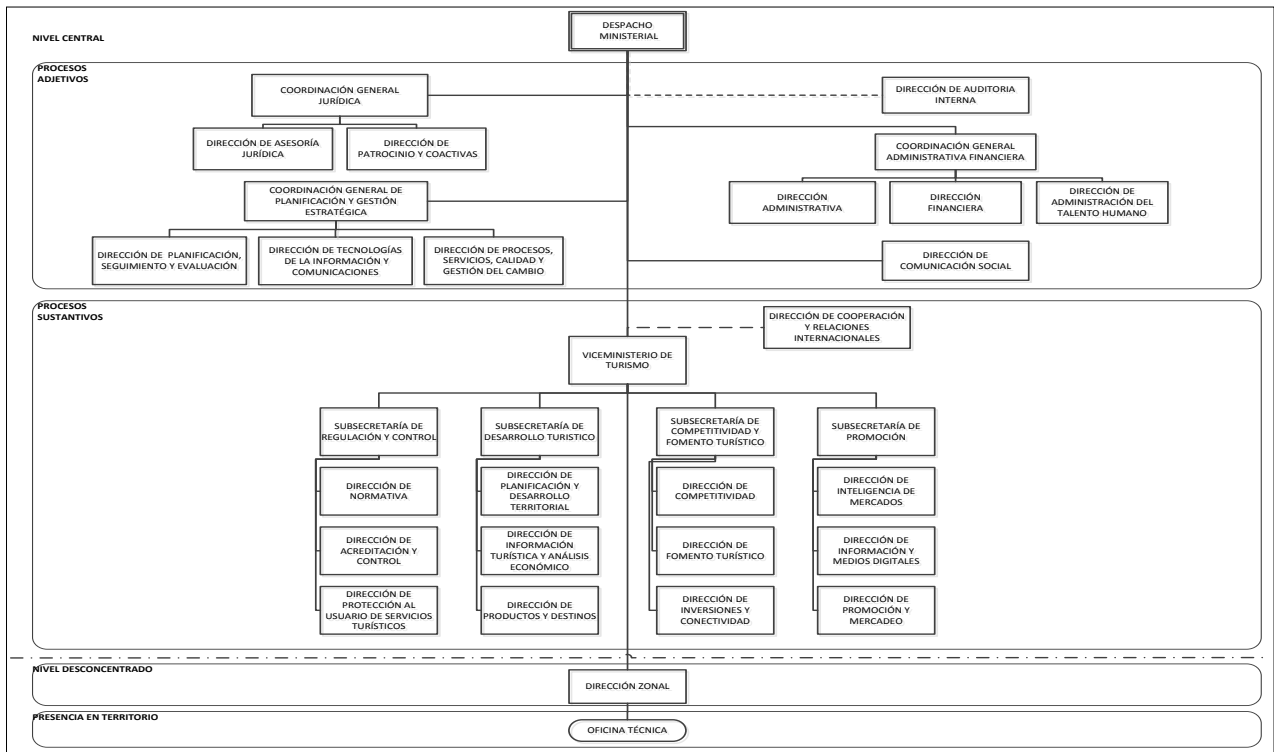 DESPACHO
MINISTERIAL
NIVEL CENTRAL
PROCESOS
ADJETIVOS
COORDINACIÓN GENERAL
JURÍDICA
DIRECCIÓN DE AUDITORIA
INTERNA
DIRECCIÓN DE ASESORÍA
JURÍDICA
DIRECCIÓN DE
PATROCINIO Y COACTIVAS
COORDINACIÓN GENERAL
ADMINISTRATIVA FINANCIERA
COORDINACIÓN GENERAL DE
PLANIFICACIÓN Y GESTIÓN
ESTRATÉGICA
DIRECCIÓN
ADMINISTRATIVA
DIRECCIÓN
FINANCIERA
DIRECCIÓN DE
ADMINISTRACIÓN DEL
TALENTO HUMANO
DIRECCIÓN DE PLANIFICACIÓN,
SEGUIMIENTO Y EVALUACIÓN
DIRECCIÓN DE TECNOLOGÍAS
DE LA INFORMACIÓN Y
COMUNICACIONES
DIRECCIÓN DE PROCESOS,
SERVICIOS, CALIDAD Y
GESTIÓN DEL CAMBIO
DIRECCIÓN DE
COMUNICACIÓN SOCIAL
PROCESOS
SUSTANTIVOS
DIRECCIÓN DE COOPERACIÓN
Y RELACIONES
INTERNACIONALES
VICEMINISTERIO DE
TURISMO
SUBSECRETARÍA DE
REGULACIÓN Y CONTROL
SUBSECRETARÍA DE
DESARROLLO TURISTICO
SUBSECRETARÍA DE
COMPETITIVIDAD Y
FOMENTO TURÍSTICO
SUBSECRETARÍA DE
PROMOCIÓN
DIRECCIÓN DE
NORMATIVA
DIRECCIÓN DE
PLANIFICACIÓN Y
DESARROLLO
TERRITORIAL
DIRECCIÓN DE
COMPETITIVIDAD
DIRECCIÓN DE
INTELIGENCIA DE
MERCADOS
DIRECCIÓN DE
ACREDITACIÓN Y
CONTROL
DIRECCIÓN DE
INFORMACIÓN
TURÍSTICA Y ANÁLISIS
ECONÓMICO
DIRECCIÓN DE
FOMENTO TURÍSTICO
DIRECCIÓN DE
INFORMACIÓN Y
MEDIOS DIGITALES
DIRECCIÓN DE
PROTECCIÓN AL
USUARIO DE SERVICIOS
TURÍSTICOS
DIRECCIÓN DE
PRODUCTOS Y DESTINOS
DIRECCIÓN DE
INVERSIONES Y
CONECTIVIDAD
DIRECCIÓN DE
PROMOCIÓN Y
MERCADEO
NIVEL DESCONCENTRADO
DIRECCIÓN ZONAL
PRESENCIA EN TERRITORIO
OFICINA TÉCNICA